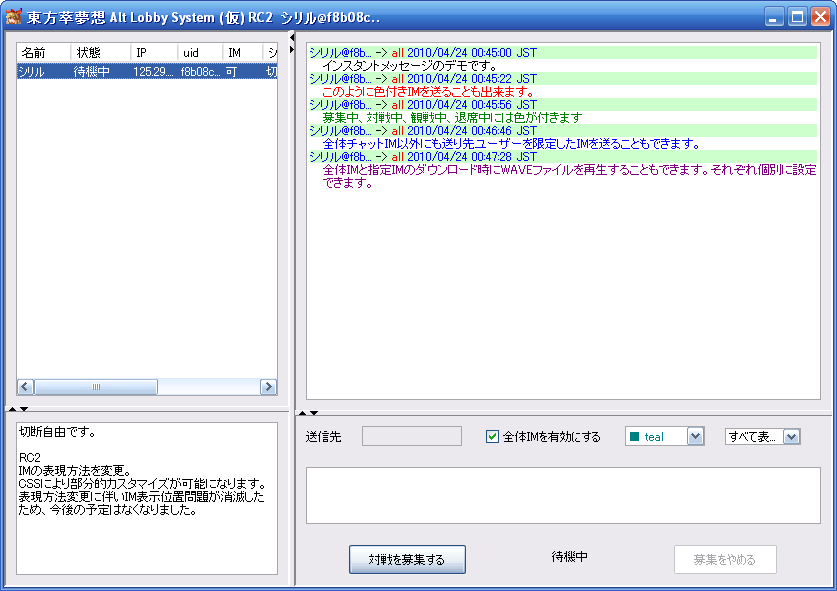 東方萃夢想 Alt Lobby System (仮) RC2 シリル@f8b08c..
名前 状態 IP uid IM シ
シリル 待機中 125.29... f8b08c... 可 切
シリル@f8b... -> all 2010/04/24 00:45:00 JST
インスタントメッセージのデモです。
シリル@f8b... -> all 2010/04/24 00:45:22 JST
このように色付きIMを送ることも出来ます。
シリル@f8b... -> all 2010/04/24 00:45:56 JST
募集中、対戦中、観戦中、退席中には色が付きます
シリル@f8b... -> all 2010/04/24 00:46:46 JST
全体チャットIM以外にも送り先ユーザーを限定したIMを送ることもできます。
シリル@f8b... -> all 2010/04/24 00:47:28 JST
全体IMと指定IMのダウンロード時にWAVEファイルを再生することもできます。それぞれ個別に設定
できます。
切断自由です。
RC2
IMの表現方法を変更。
CSSにより部分的カスタマイズが可能になります。
表現方法変更に伴いIM表示位置問題が消滅した
ため、今後の予定はなくなりました。
送信先 全体IMを有効にする teal すべて表...
対戦を募集する 待機中 募集をやめる